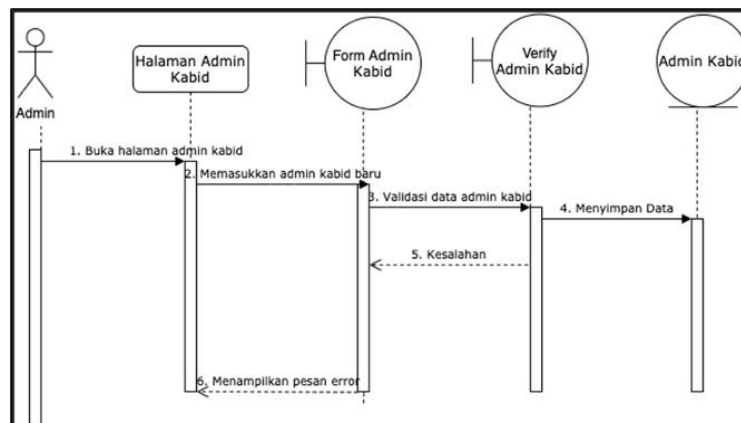 Admin
Halaman Admin
Kabid
Form Admin
Kabid
Verify
Admin Kabid
Admin Kabid
1. Buka halaman admin kabid
2. Memasukkan admin kabid baru
3. Validasi data admin kabid
4. Menyimpan Data
5. Kesalahan
6. Menampilkan pesan error